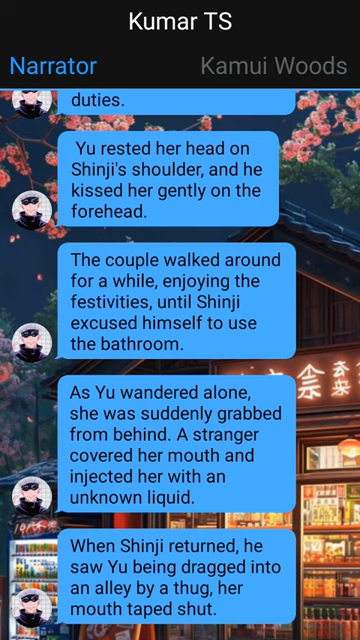 Kumar TS
Narrator
Kamui Woods
duties.
Yu rested her head on
Shinji's shoulder, and he
kissed her gently on the
forehead.
The couple walked around
for a while, enjoying the
festivities, until Shinji
excused himself to use
the bathroom.
As Yu wandered alone,
she was suddenly grabbed
from behind. A stranger
covered her mouth and
injected her with an
unknown liquid.
When Shinji returned, he
saw Yu being dragged into
an alley by a thug, her
mouth taped shut.